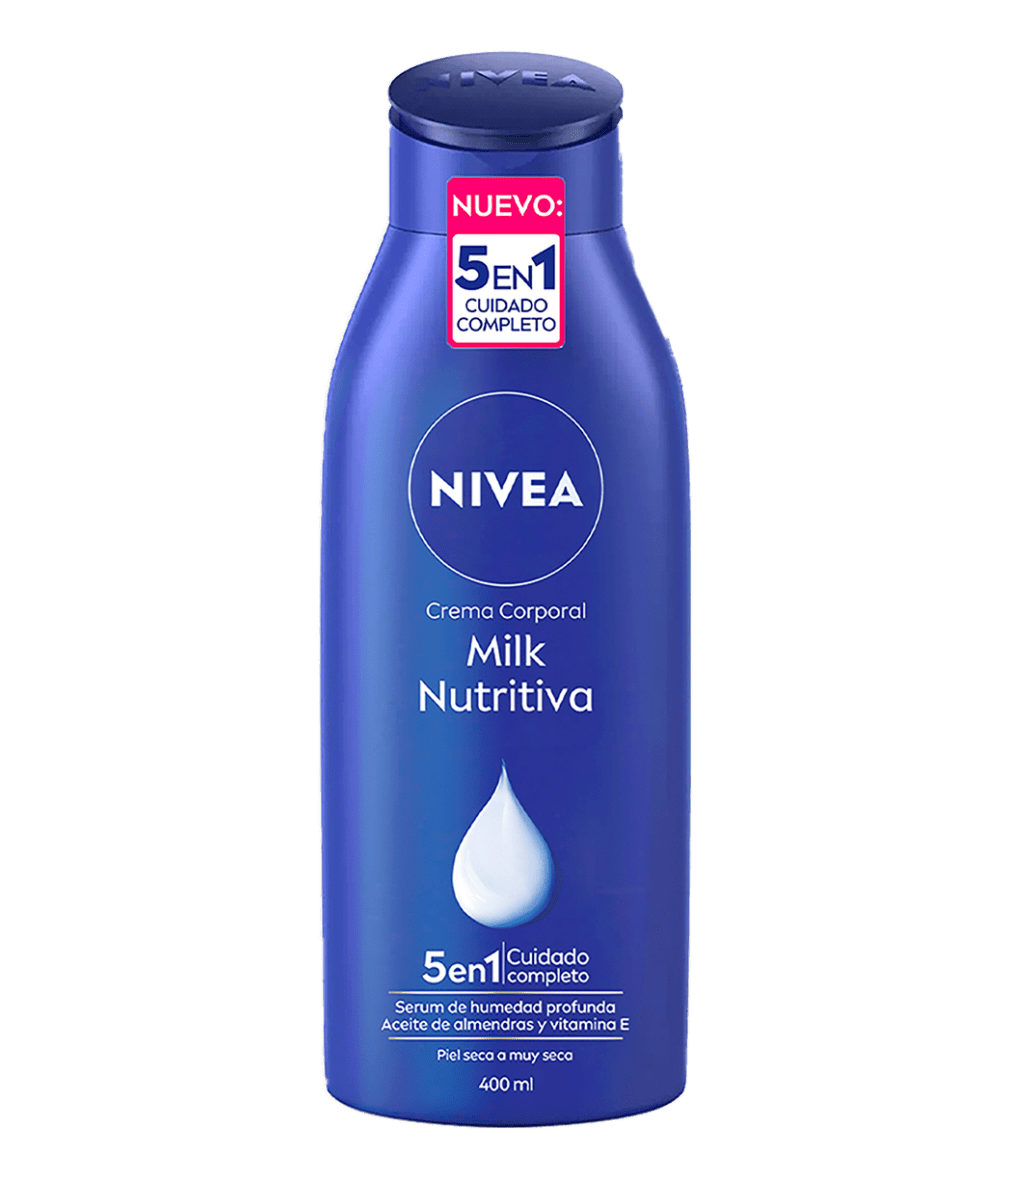 NIVEA
NUEVO:
5EN1
CUIDADO
COMPLETO
NIVEA
Crema Corporal
Milk
Nutritiva
5en1 Cuidado
completo
Serum de humedad profunda
Aceite de almendras y vitamina E
Piel seca a muy seca
400 ml